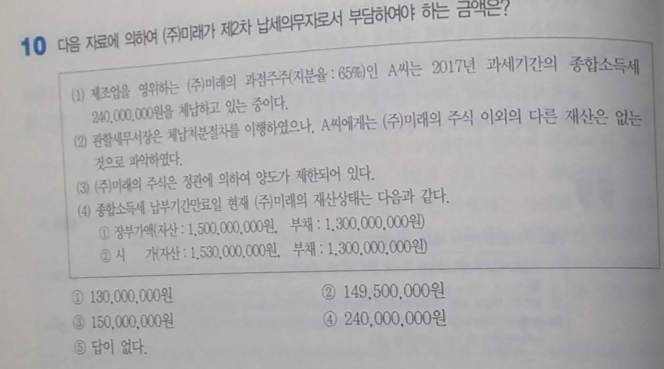 10 다음 자료에 의하여 (주)미래가 제2차 납세의무자로서 부담하여야 하는 금액은?
(1) 제조업을 영위하는 (주)미래의 과점주주(지분율 : 65%)인 A씨는 2017년 과세기간의 종합소득세
240,000,000원을 체납하고 있는 중이다.
(2) 관할세무서장은 체납처분절차를 이행하였으나, A씨에게는 (주)미래의 주식 이외의 다른 재산은 없는
것으로 파악하였다.
(3) (주)미래의 주식은 정관에 의하여 양도가 제한되어 있다.
(4) 종합소득세 납부기간만료일 현재 (주)미래의 재산상태는 다음과 같다.
① 장부가액(자산 : 1,500,000,000원, 부채 : 1,300,000,000원)
② 시 가(자산 : 1,530,000,000원, 부채 : 1,300,000,000원)
① 130,000,000원 ② 149,500,000원
③ 150,000,000원 ④ 240,000,000원
⑤ 답이 없다.